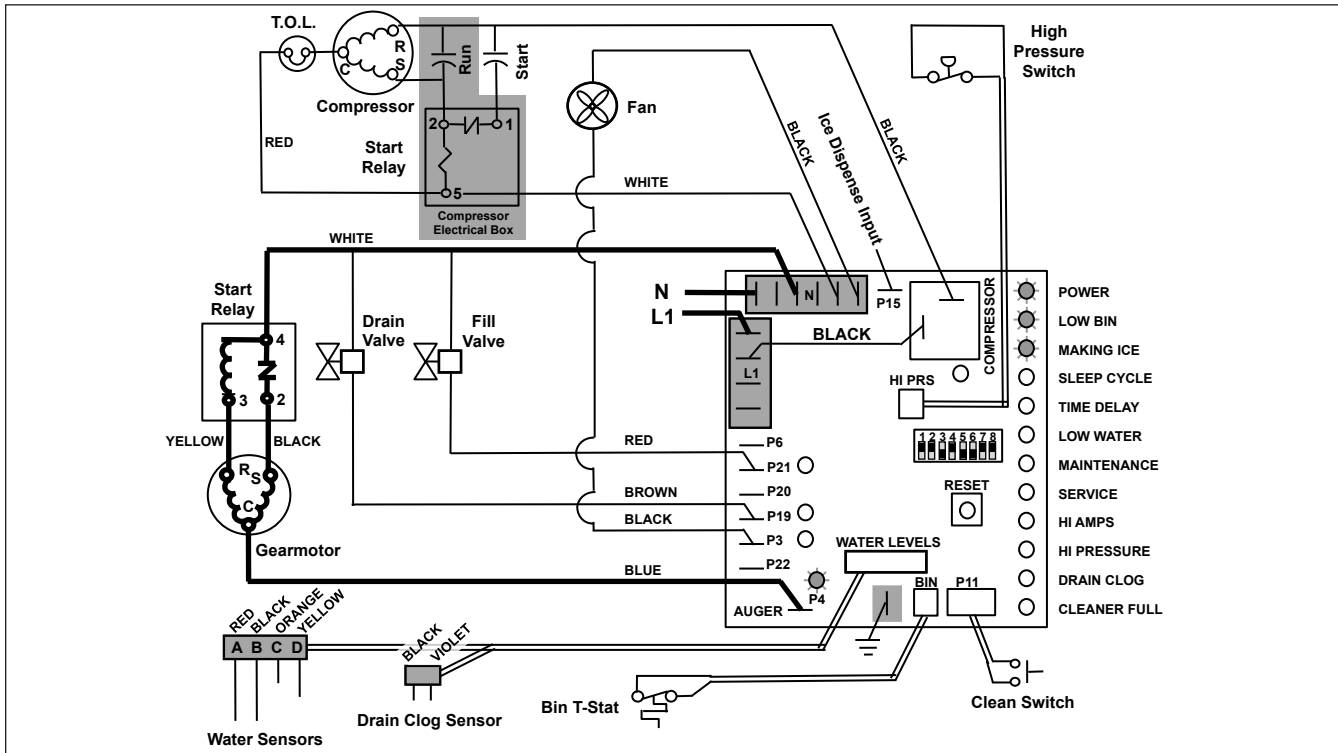 T.O.L.
R
S
C
Compressor
Run
Start
High
Pressure
Switch
Fan
RED
2
1
Start
Relay
5
Compressor
Electrical Box
WHITE
BLACK
Ice Dispense Input
BLACK
WHITE
Start
Relay
4
3
2
YELLOW
BLACK
R
S
C
Gearmotor
Drain
Valve
Fill
Valve
N
L1
N
P15
L1
BLACK
COMPRESSOR
HI PRS
POWER
LOW BIN
MAKING ICE
SLEEP CYCLE
TIME DELAY
LOW WATER
MAINTENANCE
SERVICE
HI AMPS
HI PRESSURE
DRAIN CLOG
CLEANER FULL
1 2 3 4 5 6 7 8
RESET
RED
BROWN
BLACK
BLUE
P6
P21
P20
P19
P3
P22
P4
AUGER
WATER LEVELS
BIN
P11
RED
BLACK
ORANGE
YELLOW
A B C D
Water Sensors
BLACK
VIOLET
Drain Clog Sensor
Bin T-Stat
Clean Switch